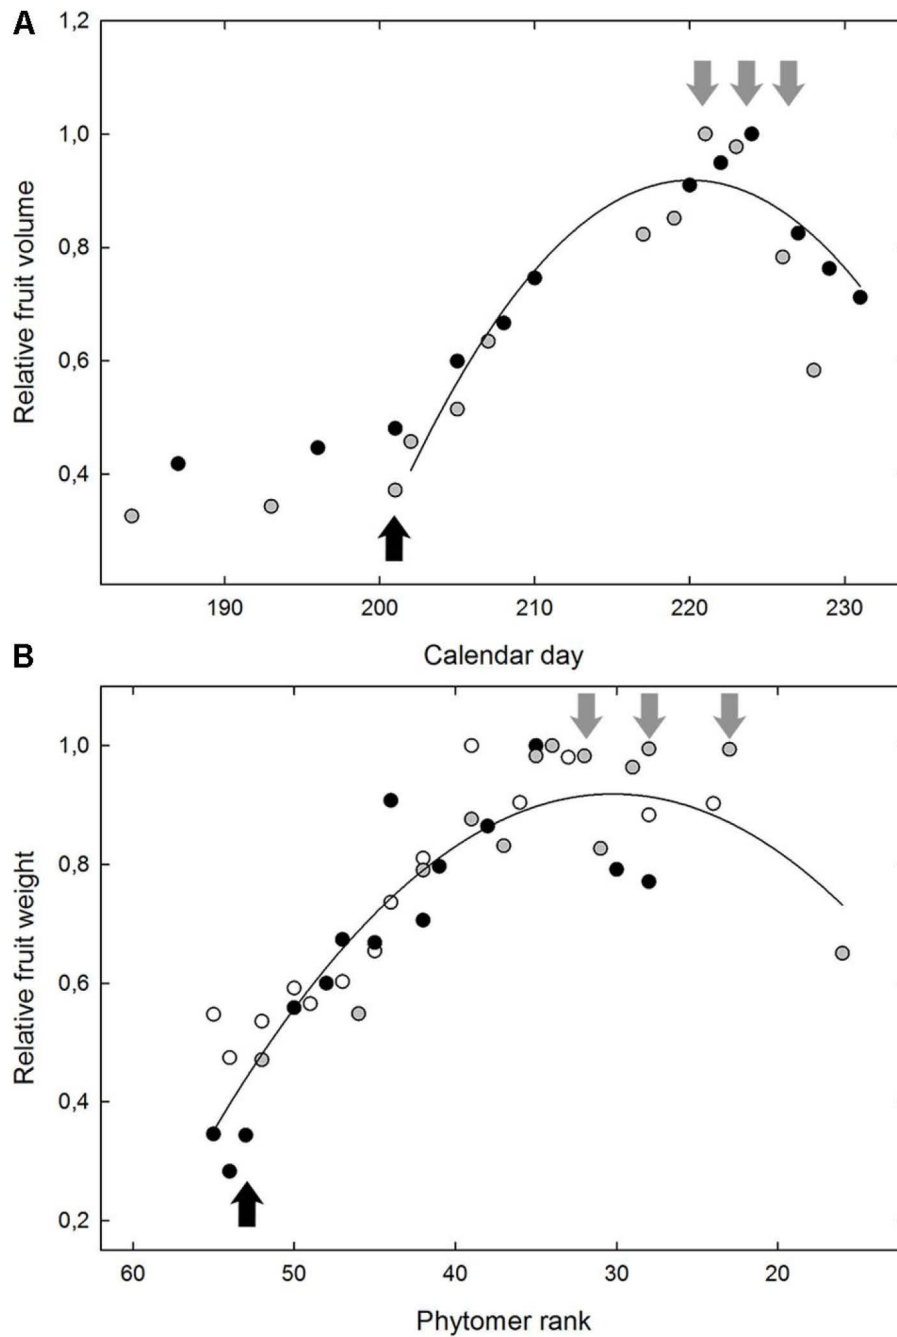 A
1,2
1,0
0,8
0,6
0,4
Relative fruit volume
190 200 210 220 230
Calendar day
B
1,0
0,8
0,6
0,4
0,2
Relative fruit weight
60 50 40 30 20
Phytomer rank